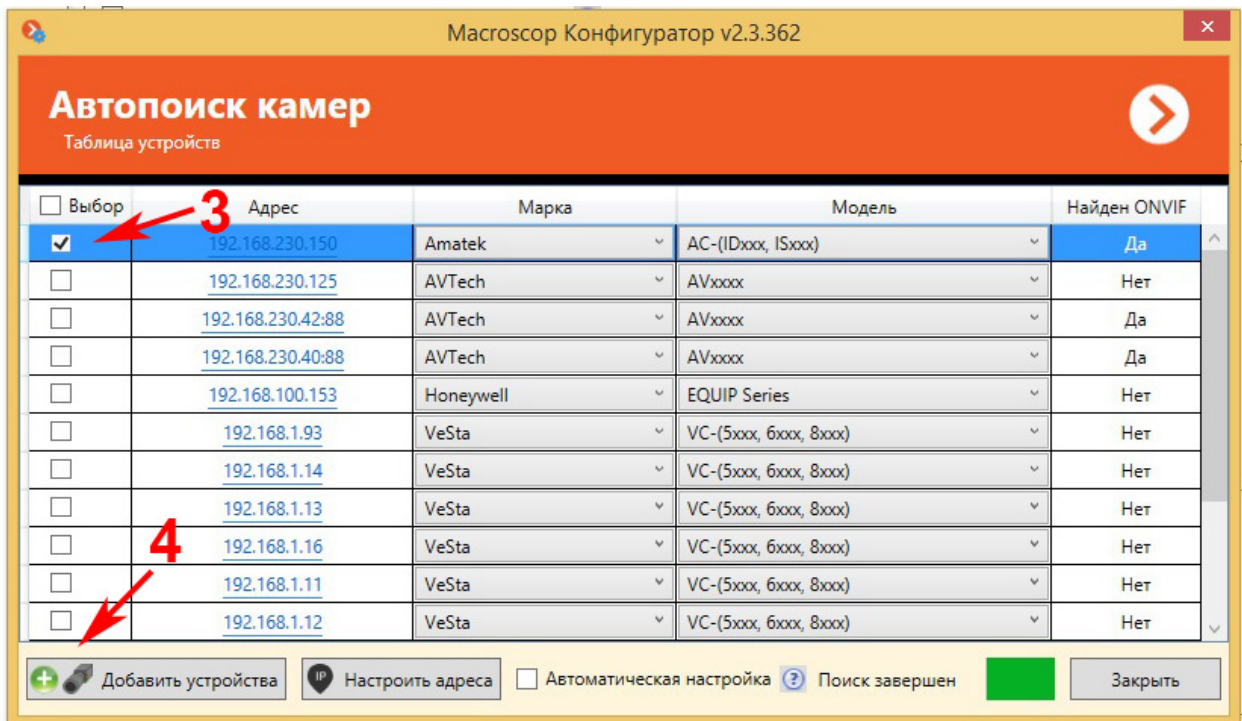 Macroscop Конфигуратор v2.3.362
Автопоиск камер
Таблица устройств
Выбор 3 Адрес Марка Модель Найден ONVIF
192.168.230.150 Amatek AC-(IDxxx, ISxxx) Да
192.168.230.125 AVTech AVxxxx Нет
192.168.230.42:88 AVTech AVxxxx Да
192.168.230.40:88 AVTech AVxxxx Да
192.168.100.153 Honeywell EQUIP Series Нет
192.168.1.93 VeSta VC-(5xxx, 6xxx, 8xxx) Нет
192.168.1.14 VeSta VC-(5xxx, 6xxx, 8xxx) Нет
192.168.1.13 VeSta VC-(5xxx, 6xxx, 8xxx) Нет
4 192.168.1.16 VeSta VC-(5xxx, 6xxx, 8xxx) Нет
192.168.1.11 VeSta VC-(5xxx, 6xxx, 8xxx) Нет
192.168.1.12 VeSta VC-(5xxx, 6xxx, 8xxx) Нет
Добавить устройства IP Настроить адреса Автоматическая настройка ? Поиск завершен Закрыть